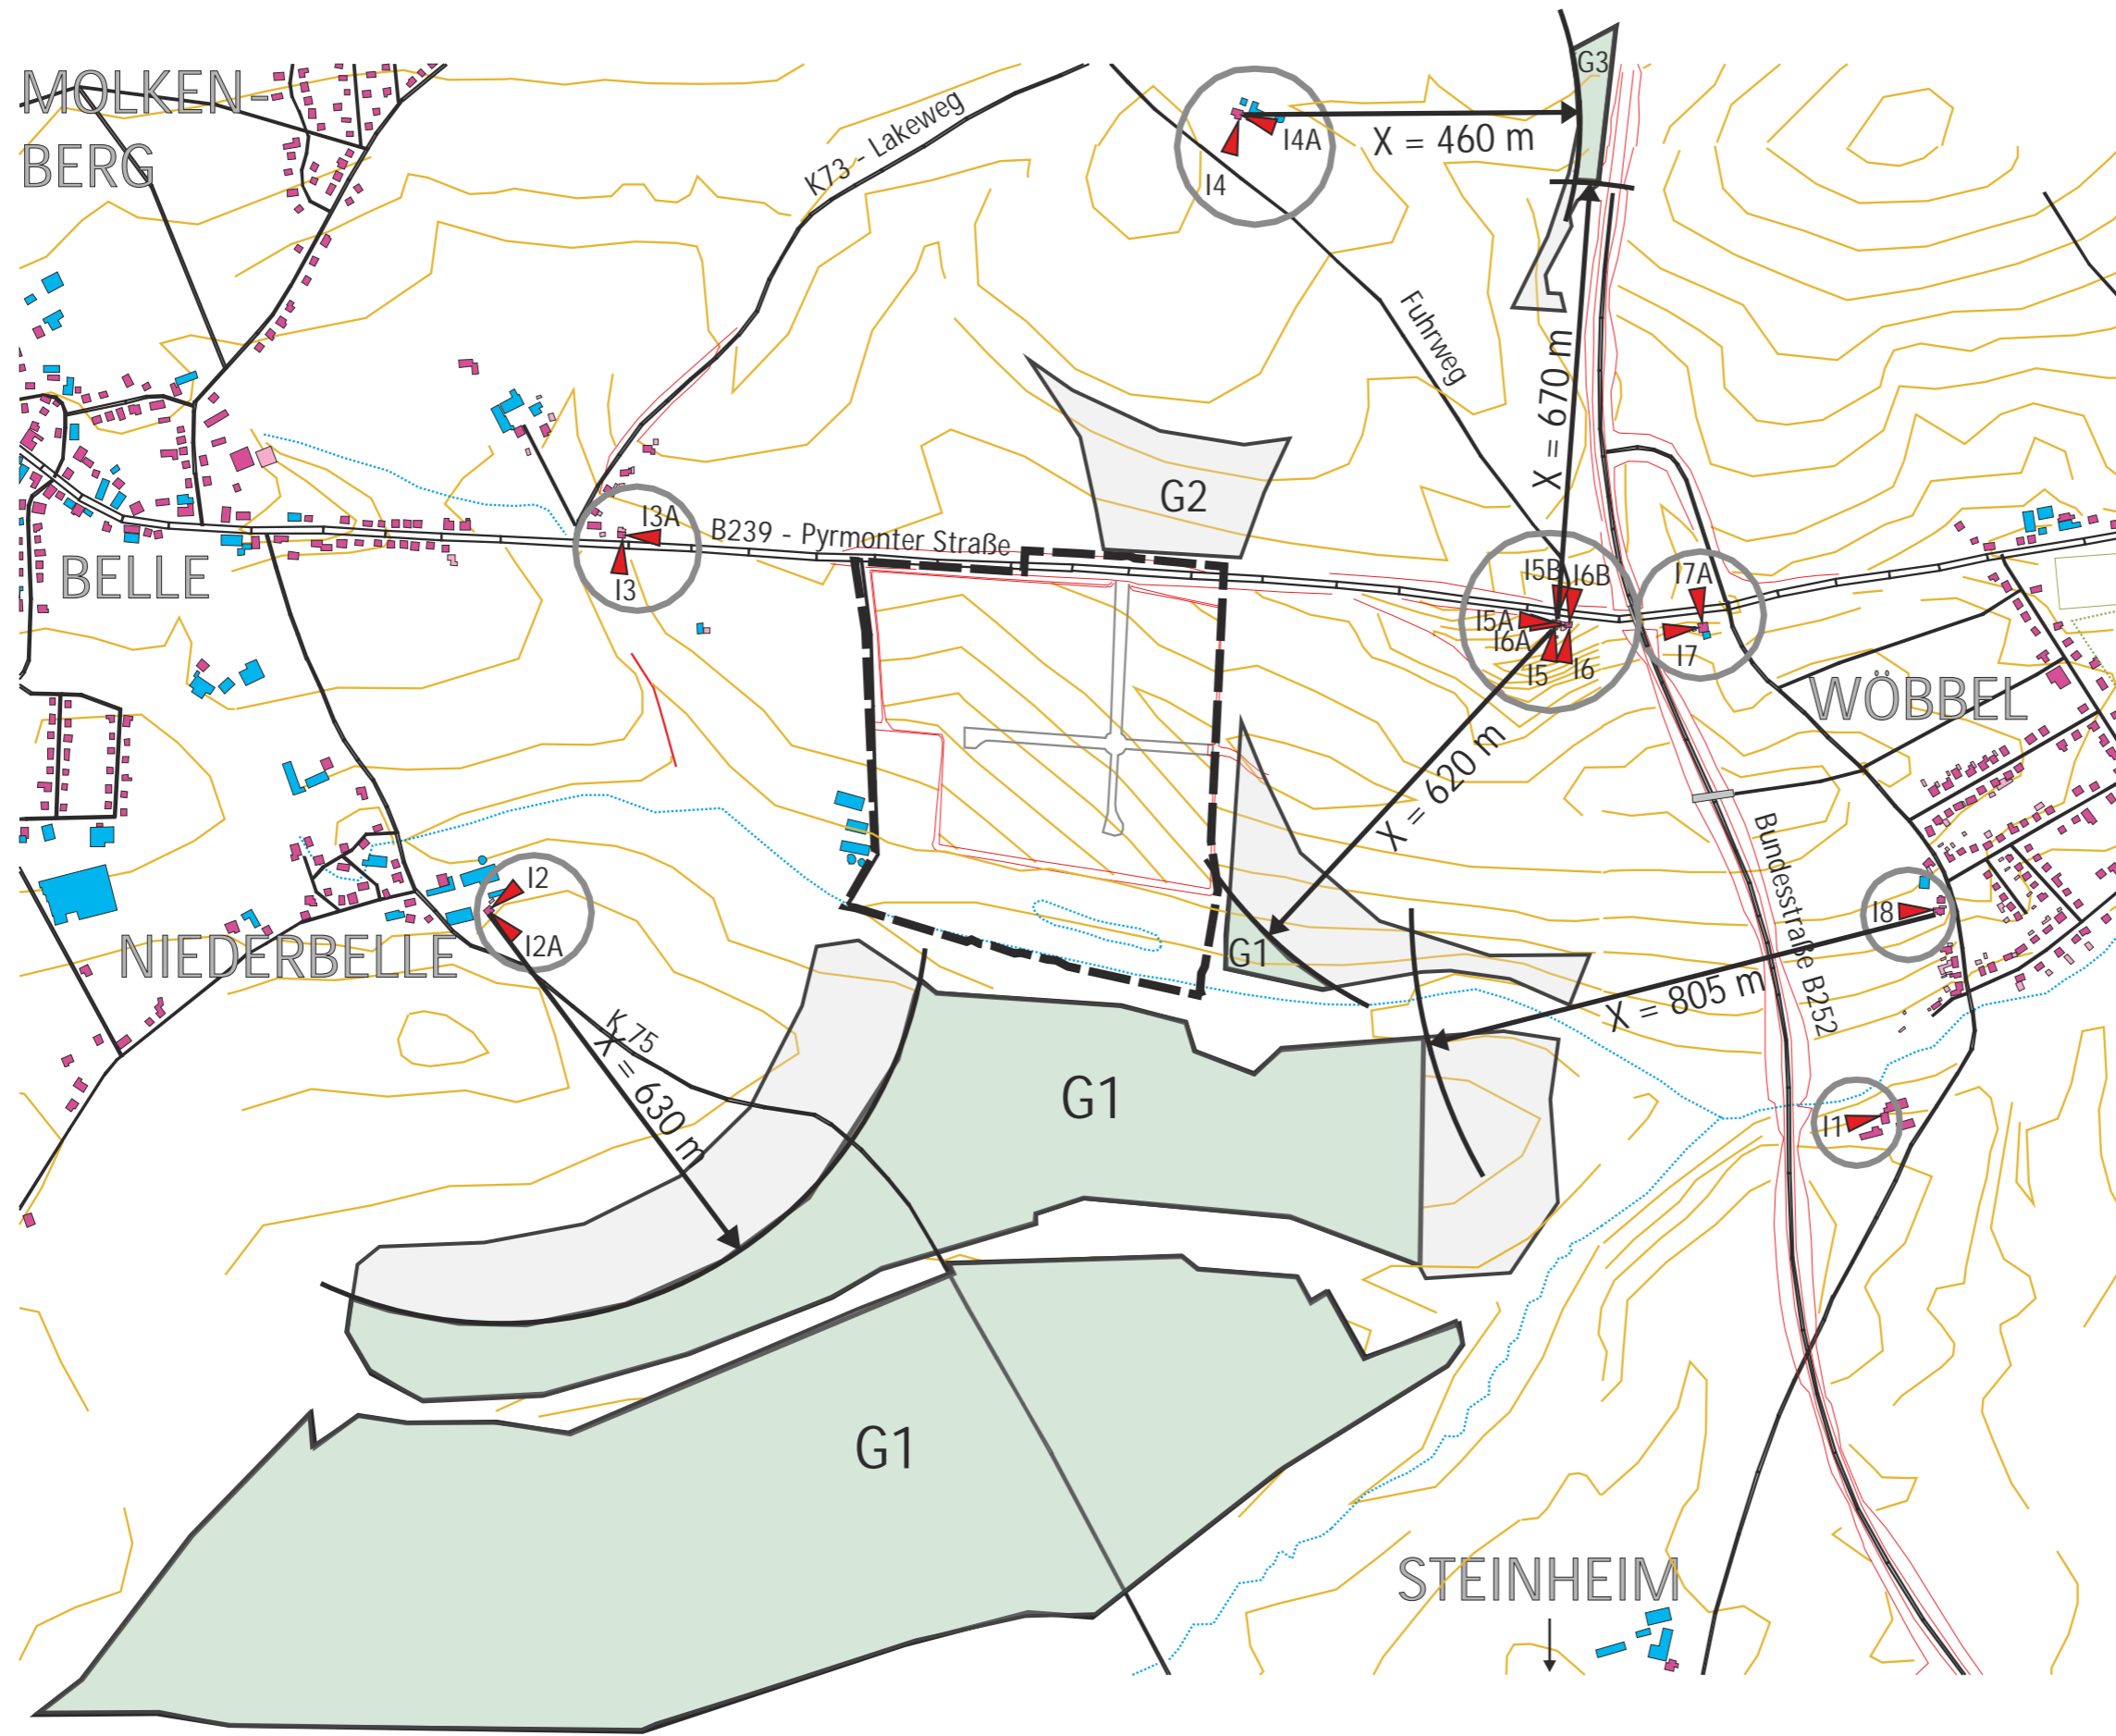 G3
MOLKEN-
BERG
K73 - Lakeweg
I4A
X = 460 m
I4
Fuhrweg
X = 670 m
G2
I3A
B239 - Pyrmonter Straße
I3
BELLE
I5B
I6B
I7A
I5A
I6A
I5
I6
I7
WÖBBEL
X = 620 m
Bundesstraße B252
I2
I2A
NIEDERBELLE
I8
G1
X = 805 m
K 75
X = 630 m
G1
I1
G1
STEINHEIM